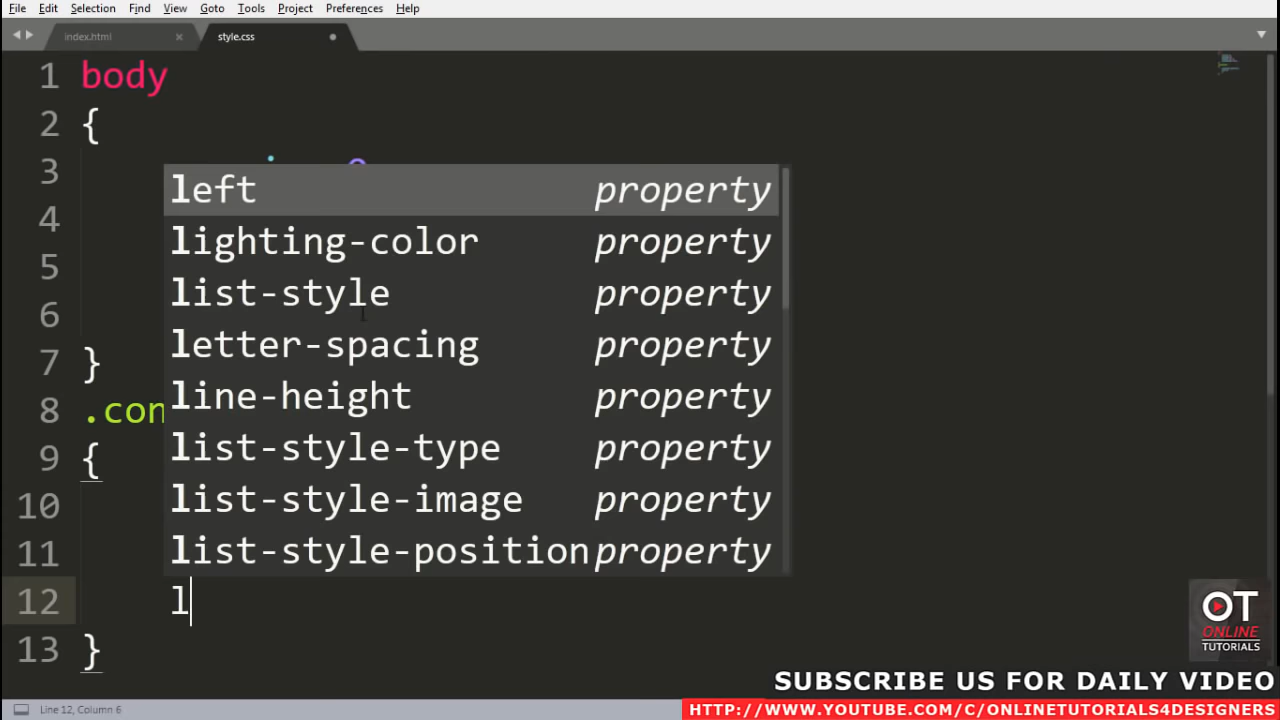 File Edit Selection Find View Goto Tools Project Preferences Help
index.html × style.css
1 body
2 {
3
left property
4
lighting-color property
5
list-style property
6
letter-spacing property
7 }
line-height property
8 .con
list-style-type property
9 {
list-style-image property
10
11
list-style-position property
12 l
13 }
OT
ONLINE
TUTORIALS
SUBSCRIBE US FOR DAILY VIDEO
Line 12, Column 6
HTTP://WWW.YOUTUBE.COM/C/ONLINETUTORIALS4DESIGNERS